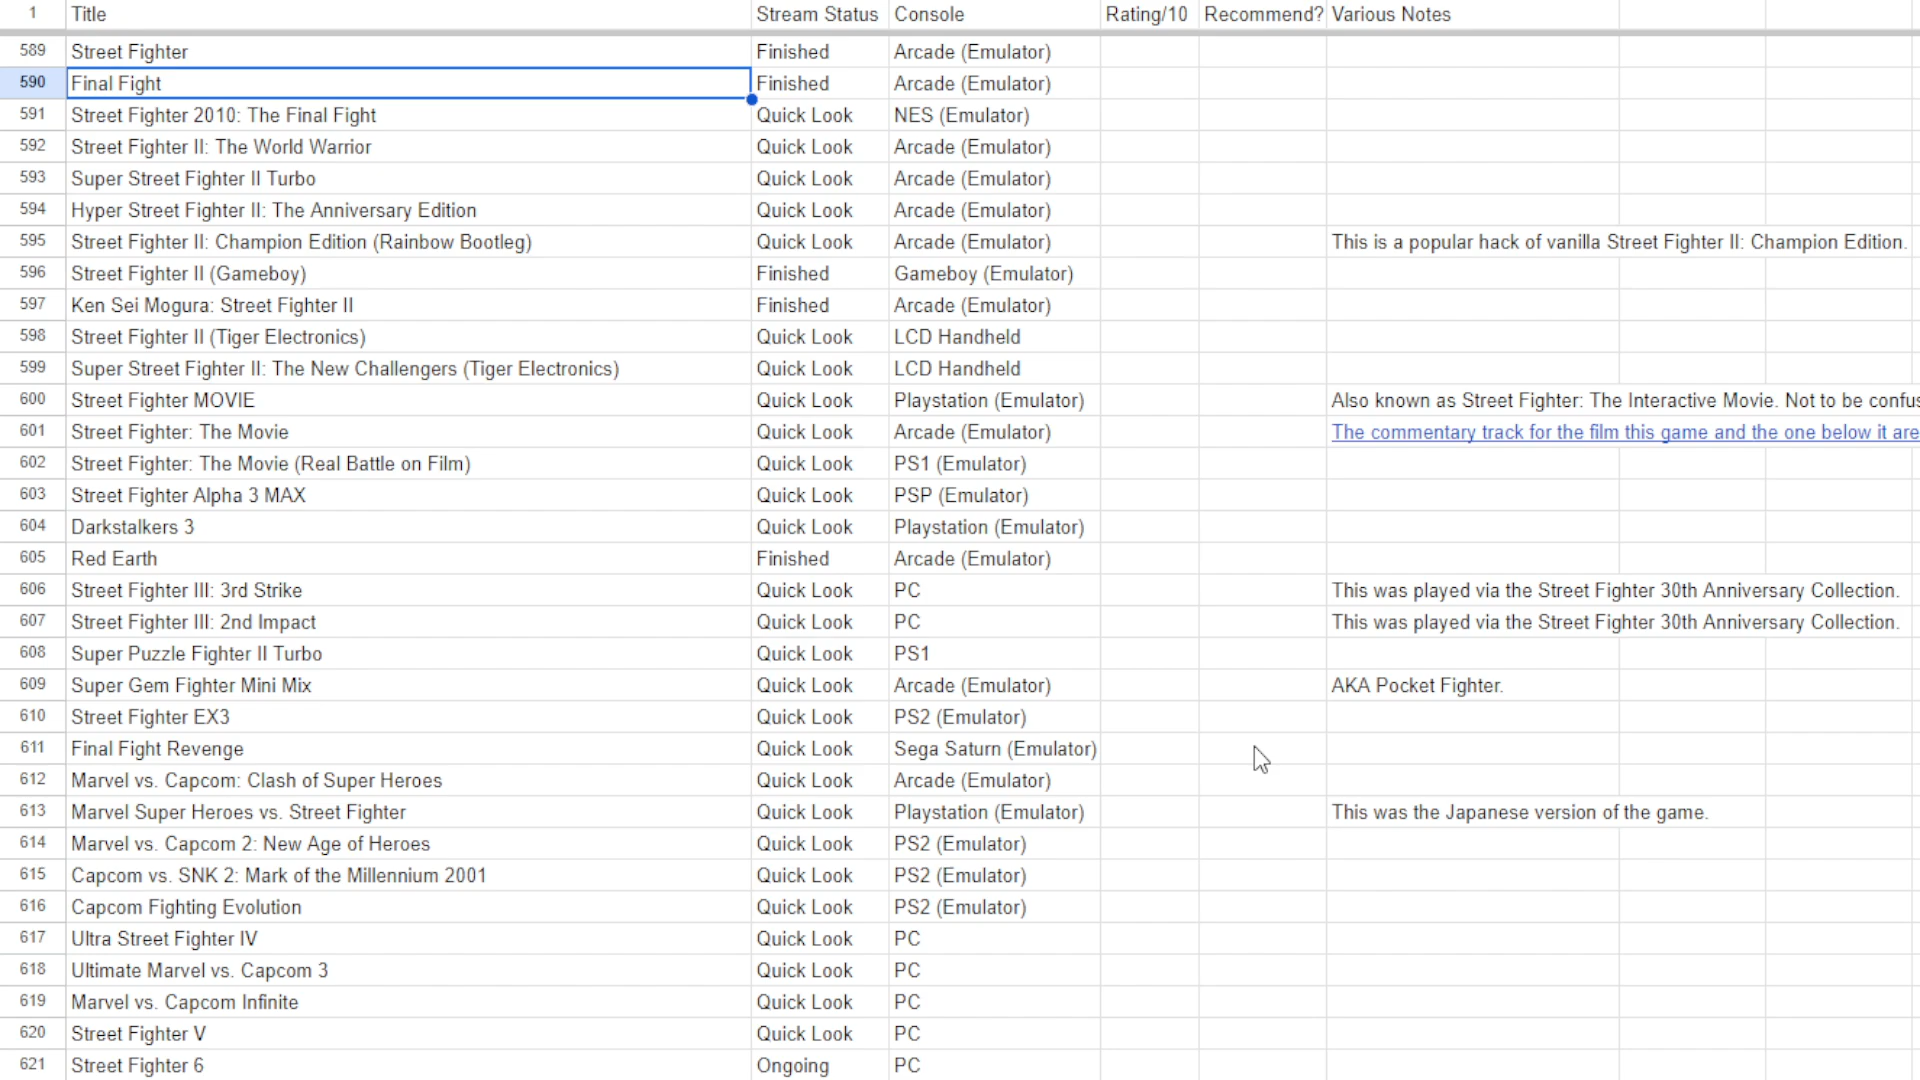 1 Title Stream Status Console Rating/10 Recommend? Various Notes
589 Street Fighter Finished Arcade (Emulator)
590 Final Fight Finished Arcade (Emulator)
591 Street Fighter 2010: The Final Fight Quick Look NES (Emulator)
592 Street Fighter II: The World Warrior Quick Look Arcade (Emulator)
593 Super Street Fighter II Turbo Quick Look Arcade (Emulator)
594 Hyper Street Fighter II: The Anniversary Edition Quick Look Arcade (Emulator)
595 Street Fighter II: Champion Edition (Rainbow Bootleg) Quick Look Arcade (Emulator) This is a popular hack of vanilla Street Fighter II: Champion Edition.
596 Street Fighter II (Gameboy) Finished Gameboy (Emulator)
597 Ken Sei Mogura: Street Fighter II Finished Arcade (Emulator)
598 Street Fighter II (Tiger Electronics) Quick Look LCD Handheld
599 Super Street Fighter II: The New Challengers (Tiger Electronics) Quick Look LCD Handheld
600 Street Fighter MOVIE Quick Look Playstation (Emulator) Also known as Street Fighter: The Interactive Movie. Not to be confus
601 Street Fighter: The Movie Quick Look Arcade (Emulator) The commentary track for the film this game and the one below it are
602 Street Fighter: The Movie (Real Battle on Film) Quick Look PS1 (Emulator)
603 Street Fighter Alpha 3 MAX Quick Look PSP (Emulator)
604 Darkstalkers 3 Quick Look Playstation (Emulator)
605 Red Earth Finished Arcade (Emulator)
606 Street Fighter III: 3rd Strike Quick Look PC This was played via the Street Fighter 30th Anniversary Collection.
607 Street Fighter III: 2nd Impact Quick Look PC This was played via the Street Fighter 30th Anniversary Collection.
608 Super Puzzle Fighter II Turbo Quick Look PS1
609 Super Gem Fighter Mini Mix Quick Look Arcade (Emulator) AKA Pocket Fighter.
610 Street Fighter EX3 Quick Look PS2 (Emulator)
611 Final Fight Revenge Quick Look Sega Saturn (Emulator)
612 Marvel vs. Capcom: Clash of Super Heroes Quick Look Arcade (Emulator)
613 Marvel Super Heroes vs. Street Fighter Quick Look Playstation (Emulator) This was the Japanese version of the game.
614 Marvel vs. Capcom 2: New Age of Heroes Quick Look PS2 (Emulator)
615 Capcom vs. SNK 2: Mark of the Millennium 2001 Quick Look PS2 (Emulator)
616 Capcom Fighting Evolution Quick Look PS2 (Emulator)
617 Ultra Street Fighter IV Quick Look PC
618 Ultimate Marvel vs. Capcom 3 Quick Look PC
619 Marvel vs. Capcom Infinite Quick Look PC
620 Street Fighter V Quick Look PC
621 Street Fighter 6 Ongoing PC